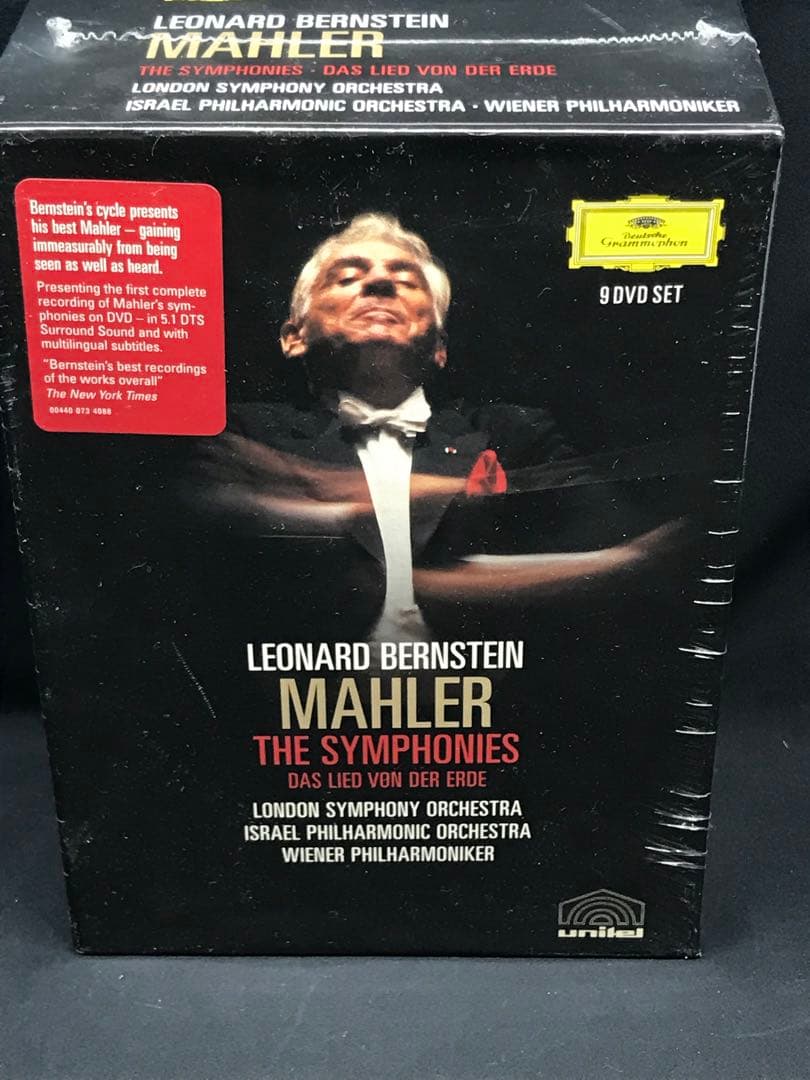 LEONARD BERNSTEIN
MAHLER
THE SYMPHONIES · DAS LIED VON DER ERDE
LONDON SYMPHONY ORCHESTRA
ISRAEL PHILHARMONIC ORCHESTRA · WIENER PHILHARMONIKER
Bernstein's cycle presents
his best Mahler – gaining
immeasurably from being
seen as well as heard.
Presenting the first complete
recording of Mahler's sym-
phonies on DVD – in 5.1 DTS
Surround Sound and with
multilingual subtitles.
"Bernstein's best recordings
of the works overall"
The New York Times
00440 073 4088
Deutsche
Grammophon
9 DVD SET
LEONARD BERNSTEIN
MAHLER
THE SYMPHONIES
DAS LIED VON DER ERDE
LONDON SYMPHONY ORCHESTRA
ISRAEL PHILHARMONIC ORCHESTRA
WIENER PHILHARMONIKER
unitel